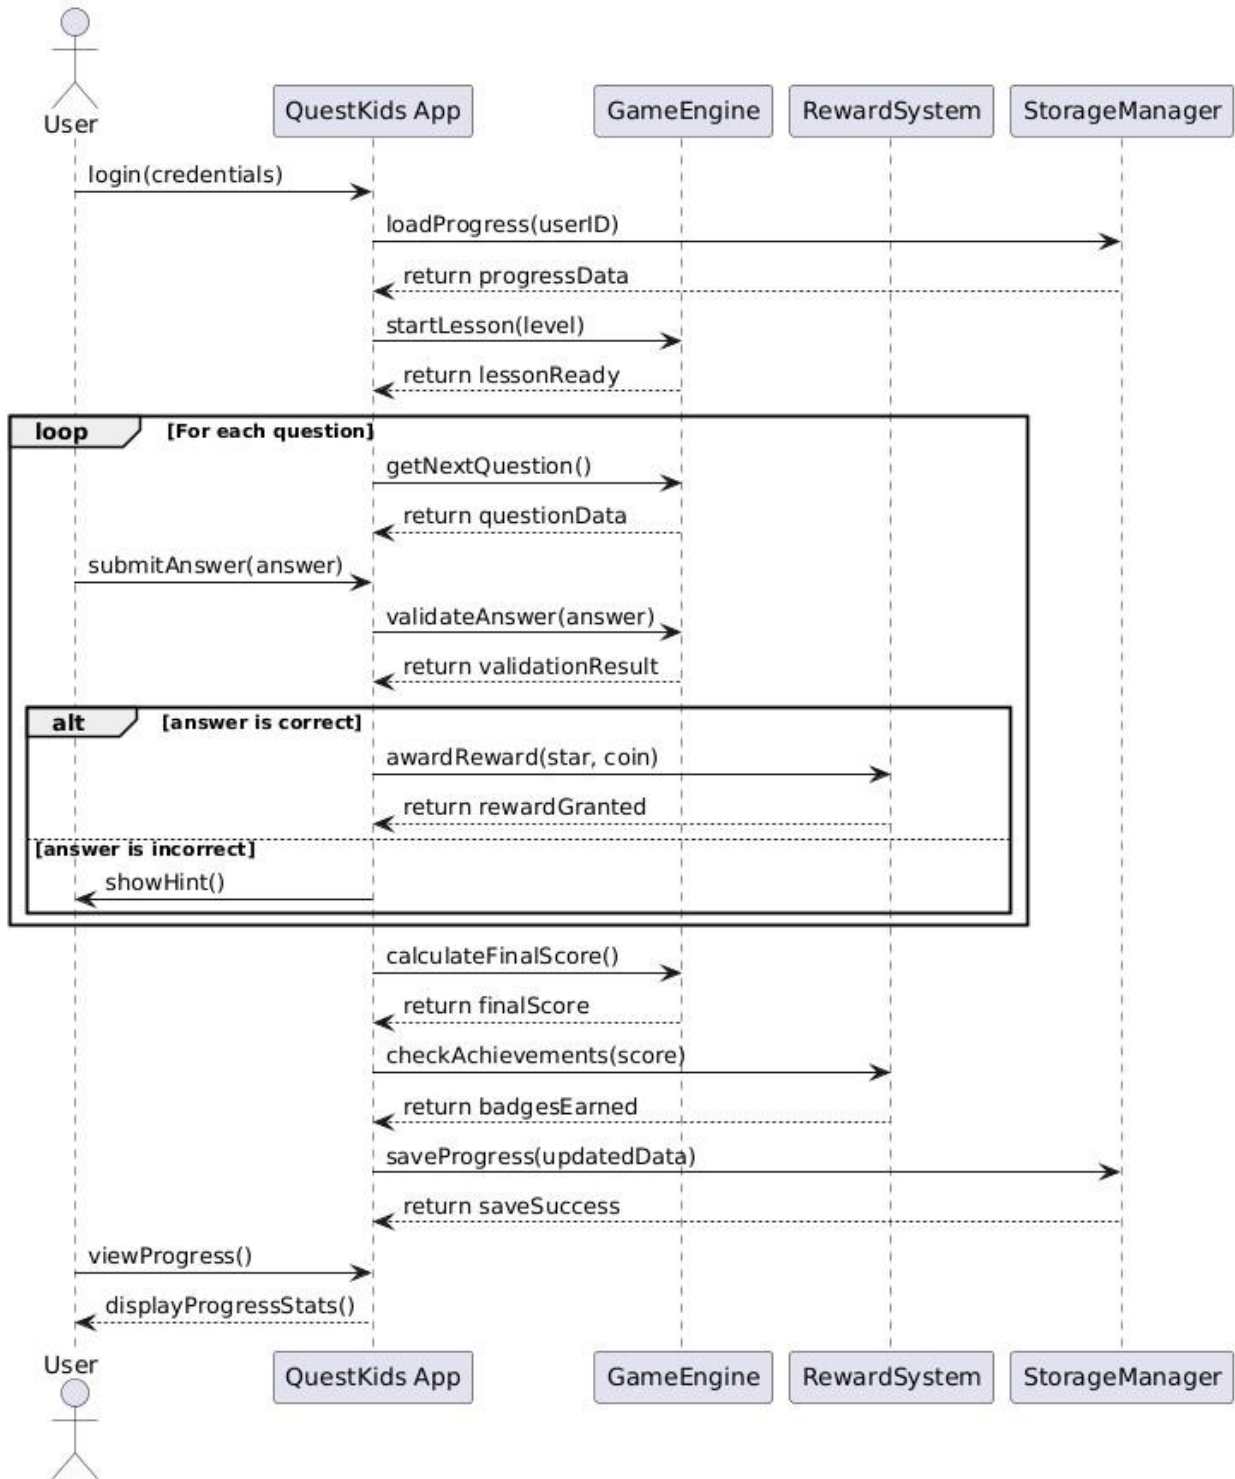 User
QuestKids App
GameEngine
RewardSystem
StorageManager
login(credentials)
loadProgress(userID)
return progressData
startLesson(level)
return lessonReady
loop
[For each question]
getNextQuestion()
return questionData
submitAnswer(answer)
validateAnswer(answer)
return validationResult
alt
[answer is correct]
awardReward(star, coin)
return rewardGranted
[answer is incorrect]
showHint()
calculateFinalScore()
return finalScore
checkAchievements(score)
return badgesEarned
saveProgress(updatedData)
return saveSuccess
viewProgress()
displayProgressStats()
User
QuestKids App
GameEngine
RewardSystem
StorageManager